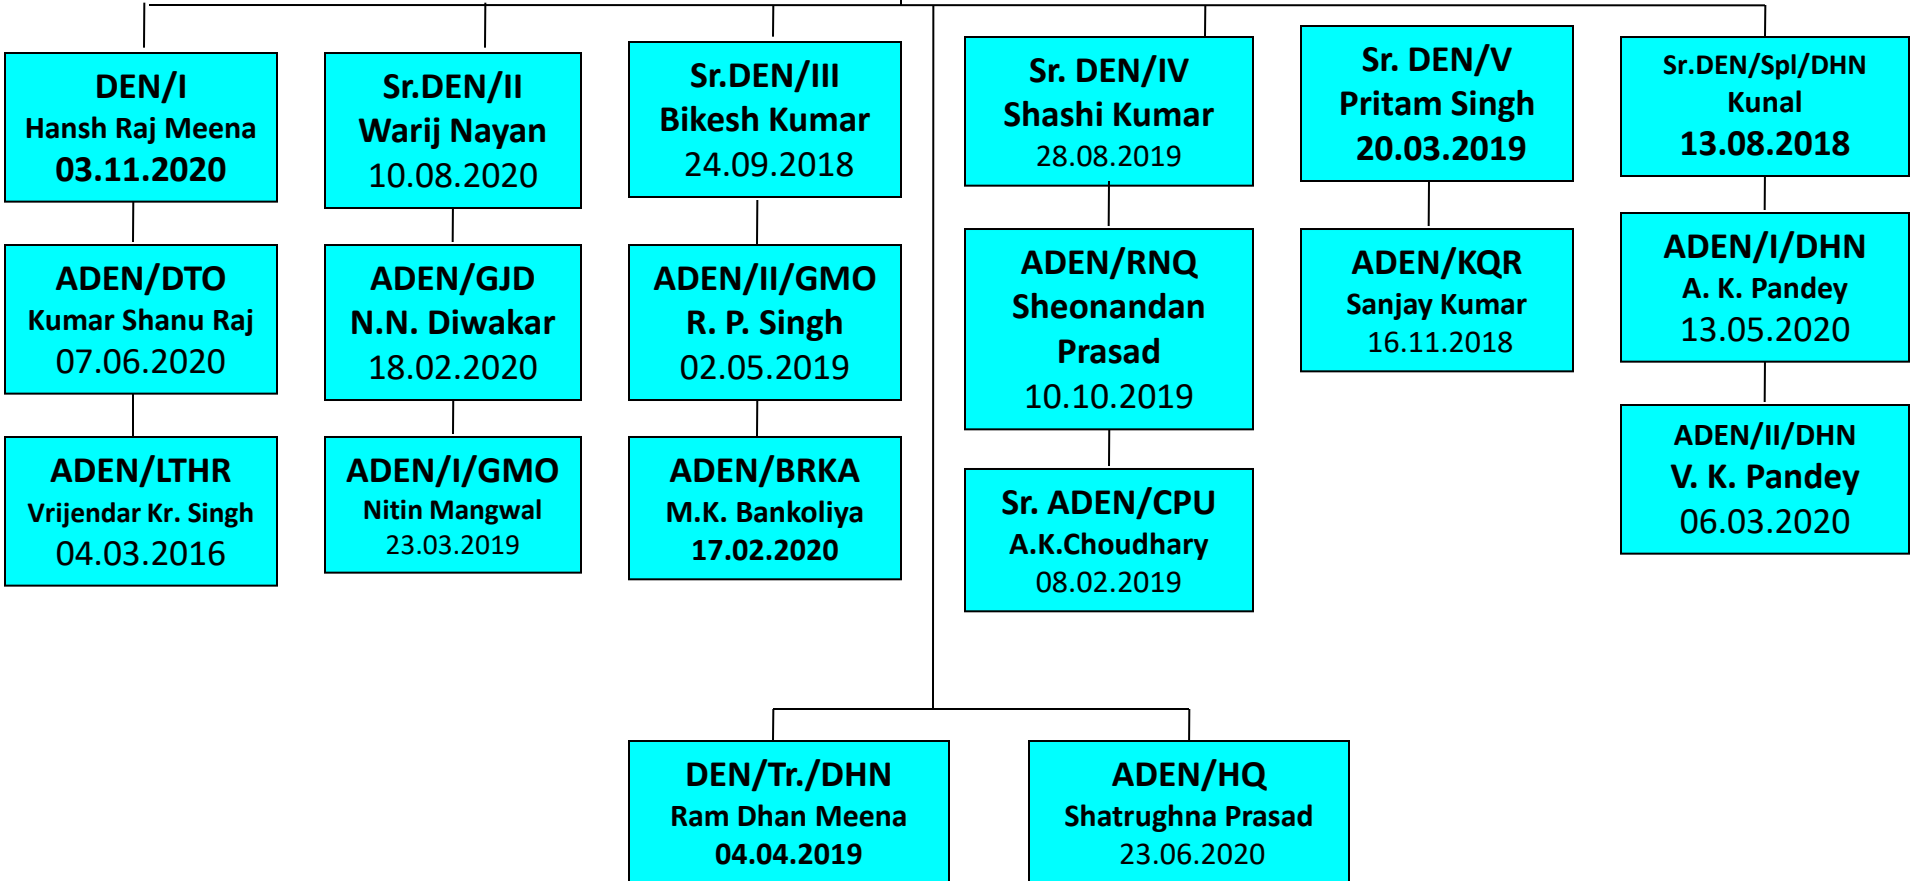 DEN/I
Hansh Raj Meena
03.11.2020
Sr.DEN/II
Warij Nayan
10.08.2020
Sr.DEN/III
Bikesh Kumar
24.09.2018
Sr. DEN/IV
Shashi Kumar
28.08.2019
Sr. DEN/V
Pritam Singh
20.03.2019
Sr.DEN/Spl/DHN
Kunal
13.08.2018
ADEN/DTO
Kumar Shanu Raj
07.06.2020
ADEN/GJD
N.N. Diwakar
18.02.2020
ADEN/II/GMO
R. P. Singh
02.05.2019
ADEN/RNQ
Sheonandan
Prasad
10.10.2019
ADEN/KQR
Sanjay Kumar
16.11.2018
ADEN/I/DHN
A. K. Pandey
13.05.2020
ADEN/LTHR
Vrijendar Kr. Singh
04.03.2016
ADEN/I/GMO
Nitin Mangwal
23.03.2019
ADEN/BRKA
M.K. Bankoliya
17.02.2020
Sr. ADEN/CPU
A.K.Choudhary
08.02.2019
ADEN/II/DHN
V. K. Pandey
06.03.2020
DEN/Tr./DHN
Ram Dhan Meena
04.04.2019
ADEN/HQ
Shatrughna Prasad
23.06.2020